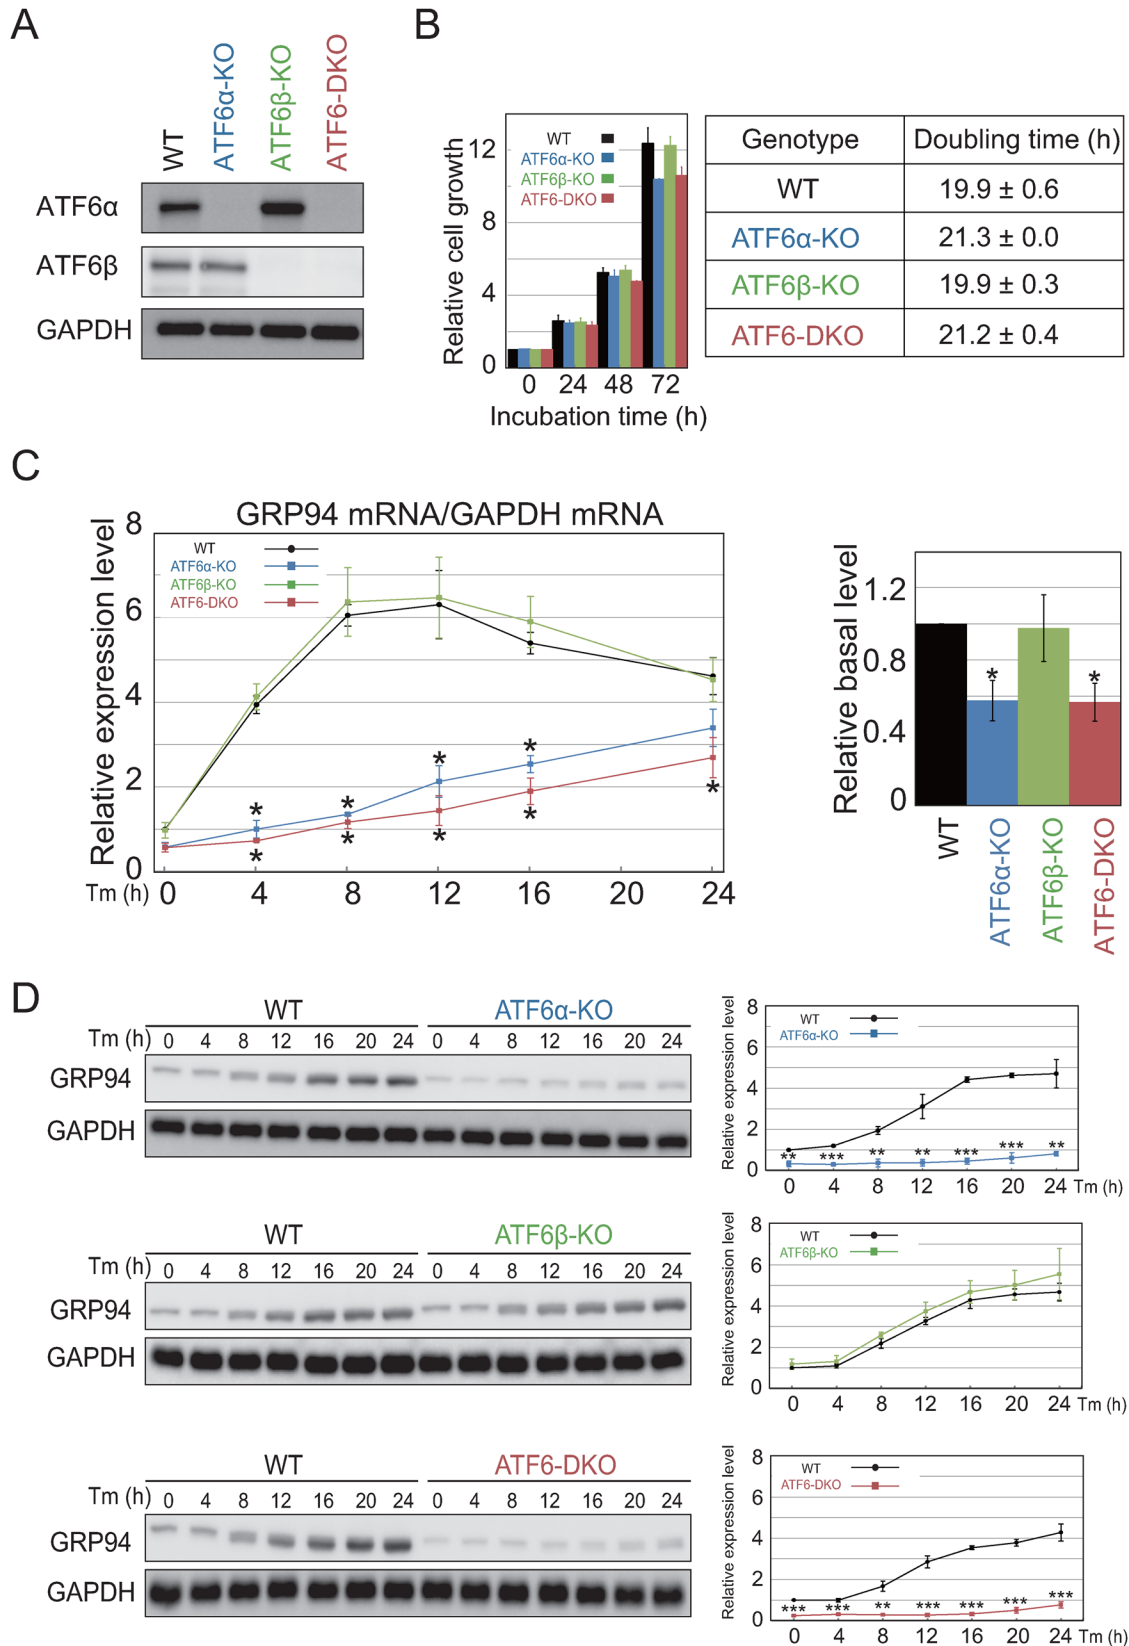 A
WT
ATF6α-KO
ATF6β-KO
ATF6-DKO
ATF6α
ATF6β
GAPDH
B
Relative cell growth
12
8
4
0
WT
ATF6α-KO
ATF6β-KO
ATF6-DKO
0 24 48 72
Incubation time (h)
Genotype Doubling time (h)
WT 19.9 ± 0.6
ATF6α-KO 21.3 ± 0.0
ATF6β-KO 19.9 ± 0.3
ATF6-DKO 21.2 ± 0.4
C
GRP94 mRNA/GAPDH mRNA
Relative expression level
8
6
4
2
0
WT
ATF6α-KO
ATF6β-KO
ATF6-DKO
* * * *
* * * * *
Tm (h) 0 4 8 12 16 20 24
Relative basal level
1.2
0.8
0.4
0
* *
WT
ATF6α-KO
ATF6β-KO
ATF6-DKO
D
WT ATF6α-KO
Tm (h) 0 4 8 12 16 20 24 0 4 8 12 16 20 24
GRP94
GAPDH
Relative expression level
8
6
4
2
0
WT
ATF6α-KO
** *** ** ** *** *** **
0 4 8 12 16 20 24 Tm (h)
WT ATF6β-KO
Tm (h) 0 4 8 12 16 20 24 0 4 8 12 16 20 24
GRP94
GAPDH
Relative expression level
8
6
4
2
0
WT
ATF6β-KO
0 4 8 12 16 20 24 Tm (h)
WT ATF6-DKO
Tm (h) 0 4 8 12 16 20 24 0 4 8 12 16 20 24
GRP94
GAPDH
Relative expression level
8
6
4
2
0
WT
ATF6-DKO
*** *** ** *** *** *** ***
0 4 8 12 16 20 24 Tm (h)